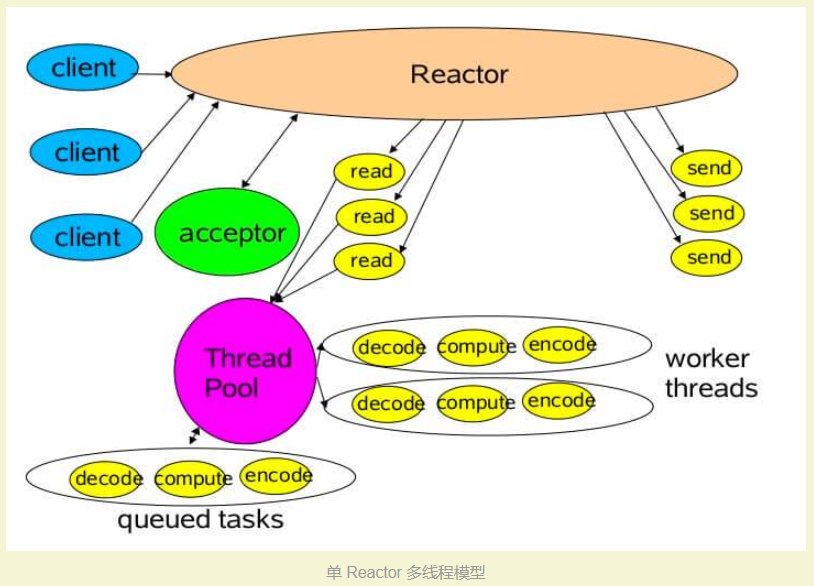 client
Reactor
client
client
acceptor
read
read
read
send
send
send
Thread
Pool
decode compute encode
decode compute encode
worker
threads
decode compute encode
queued tasks
单 Reactor 多线程模型